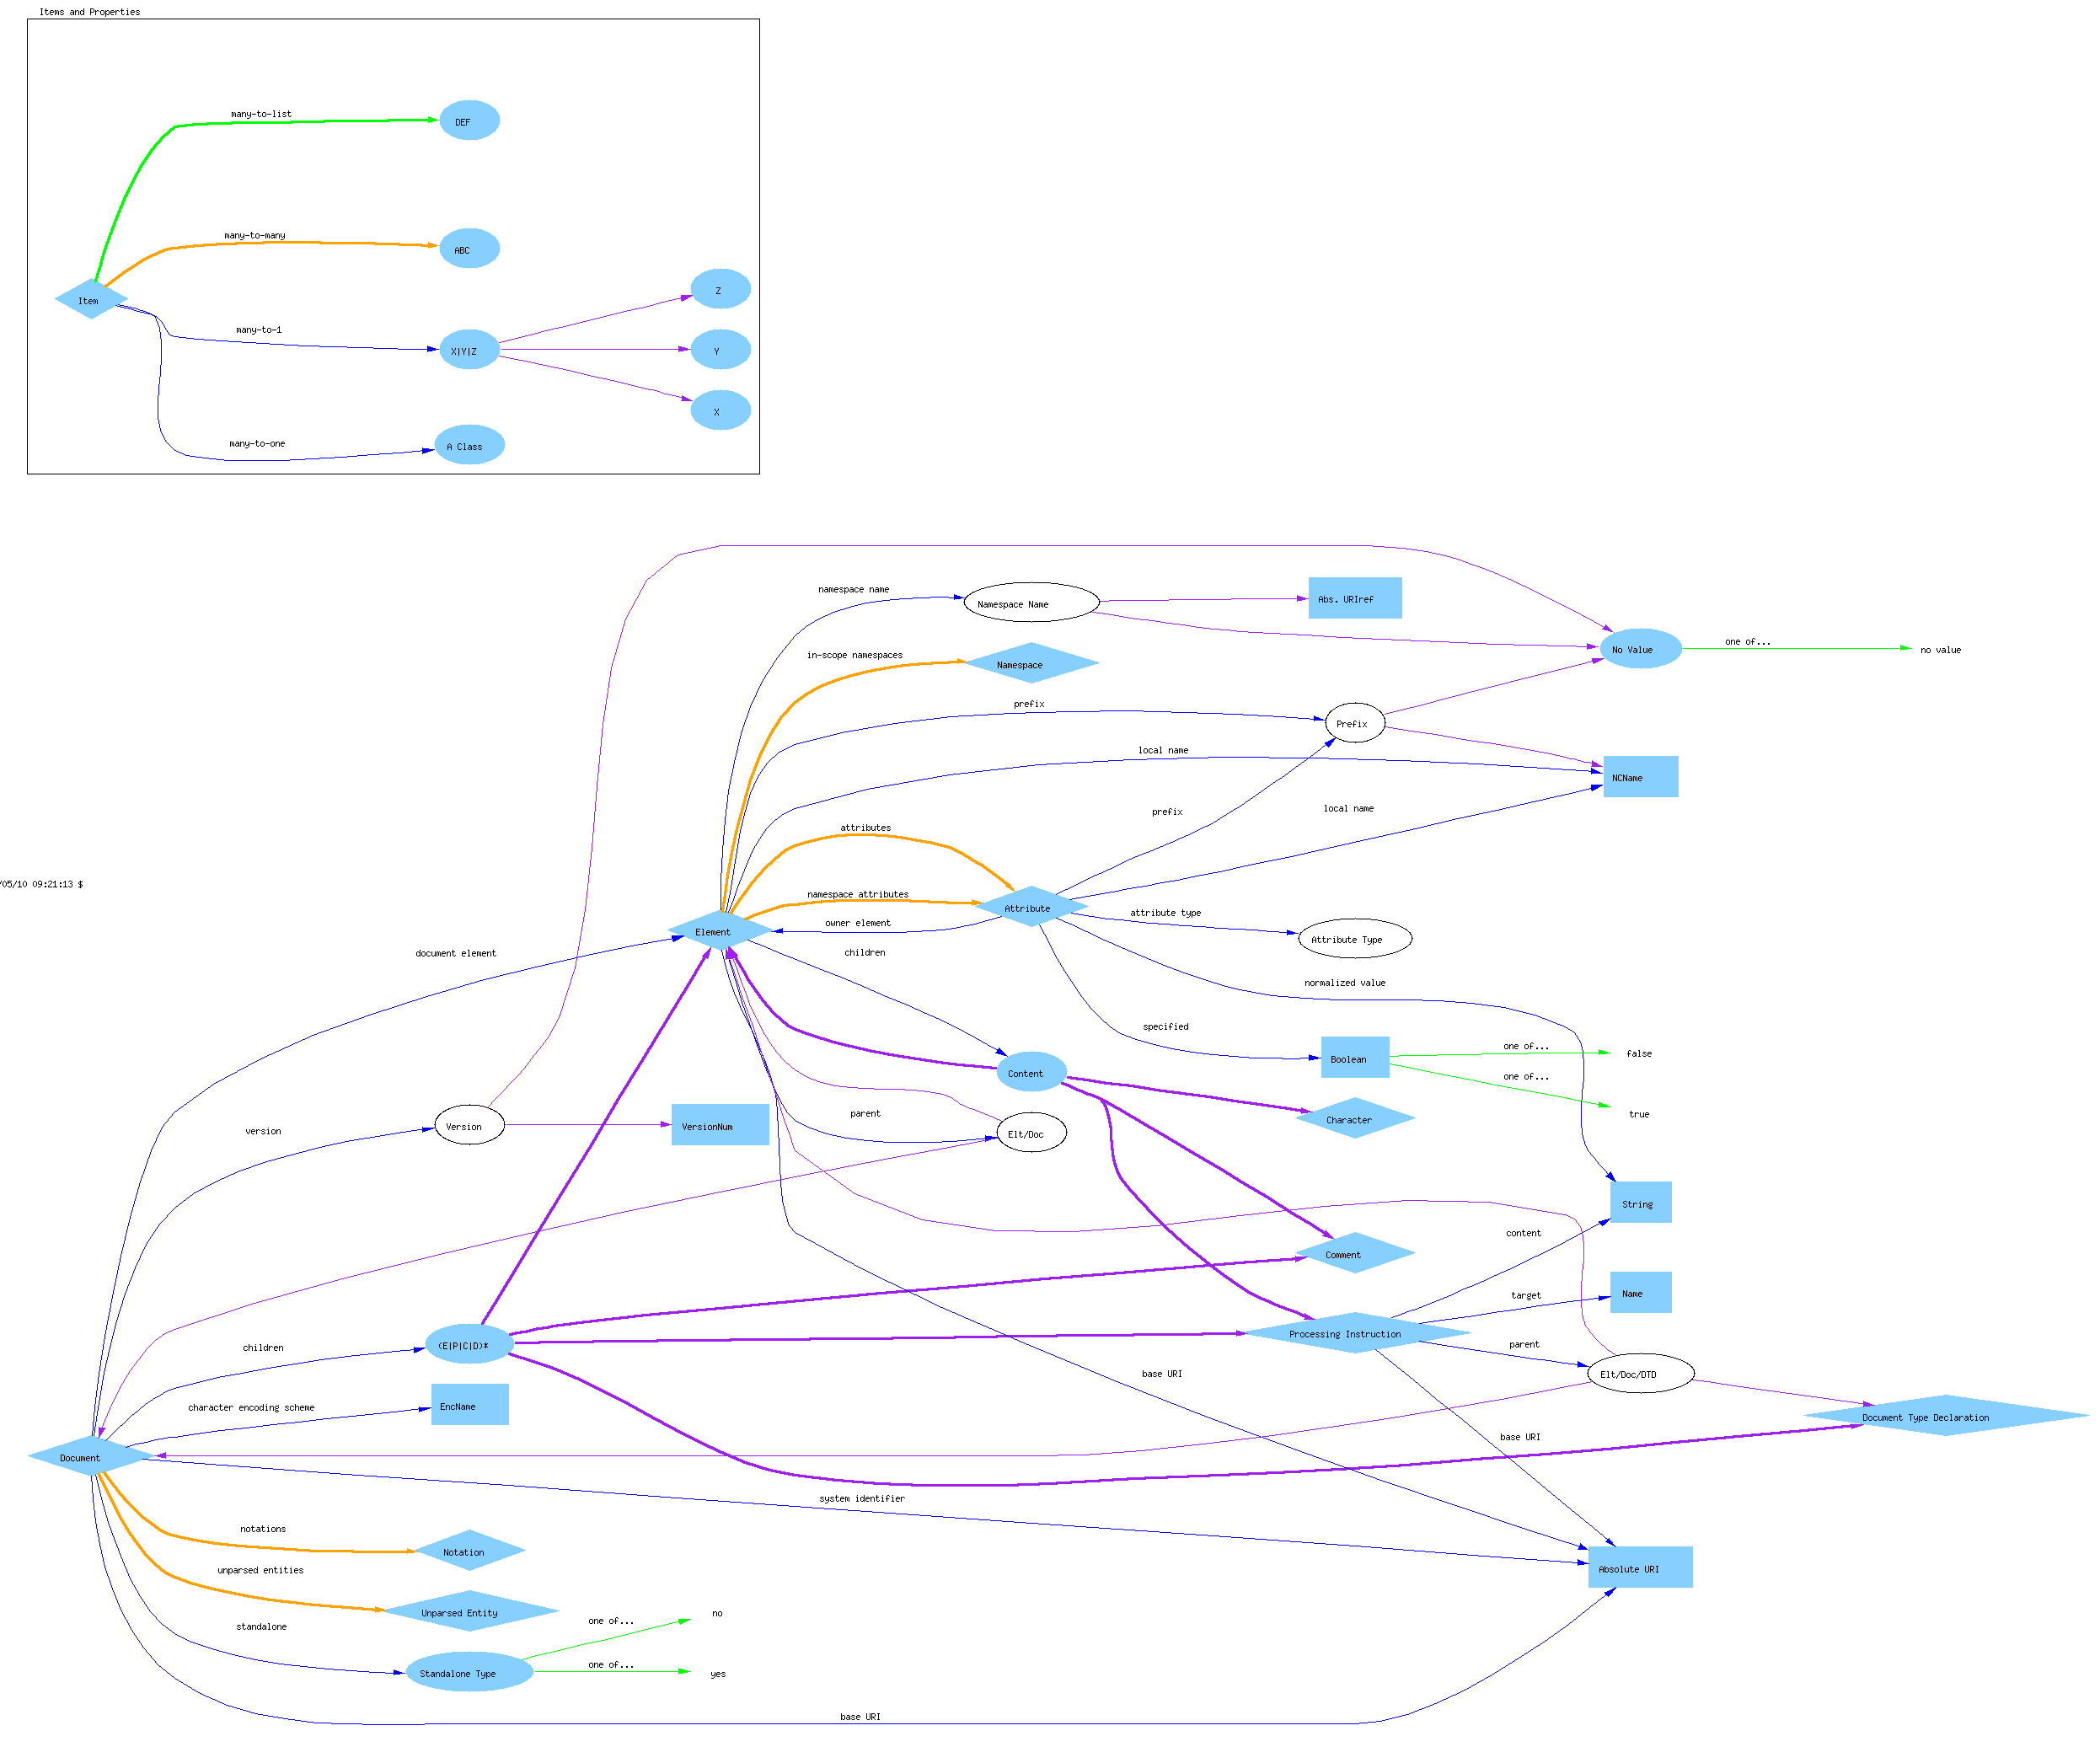 Items and Properties
many-to-list
DEF
many-to-many
ABC
Item
Z
many-to-1
X|Y|Z
Y
X
many-to-one
A Class
namespace name
Namespace Name
Abs. URIref
in-scope namespaces
Namespace
No Value
one of...
no value
prefix
Prefix
local name
NCName
prefix
local name
attributes
/05/10 09:21:13 $
namespace attributes
Attribute
attribute type
Attribute Type
owner element
Element
document element
children
normalized value
specified
Boolean
one of...
false
one of...
true
Content
Character
parent
Elt/Doc
version
Version
VersionNum
String
content
Comment
target
Name
Processing Instruction
parent
Elt/Doc/DTD
children
(E|P|C|D)*
base URI
character encoding scheme
EncName
Document Type Declaration
base URI
Document
system identifier
notations
Notation
unparsed entities
Unparsed Entity
Absolute URI
standalone
one of...
no
Standalone Type
one of...
yes
base URI